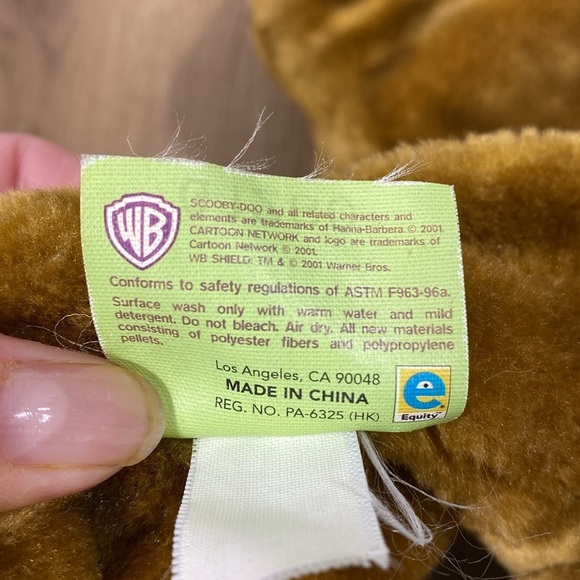 WB
SCOOBY-DOO and all related characters and
elements are trademarks of Hanna-Barbera © 2001.
CARTOON NETWORK and logo are trademarks of
Cartoon Network © 2001.
WB SHIELD: TM & © 2001 Warner Bros.
Conforms to safety regulations of ASTM F963-96a.
Surface wash only with warm water and mild
detergent. Do not bleach. Air dry. All new materials
consisting of polyester fibers and polypropylene
pellets.
Los Angeles, CA 90048
MADE IN CHINA
REG. NO. PA-6325 (HK)
e
Equity™